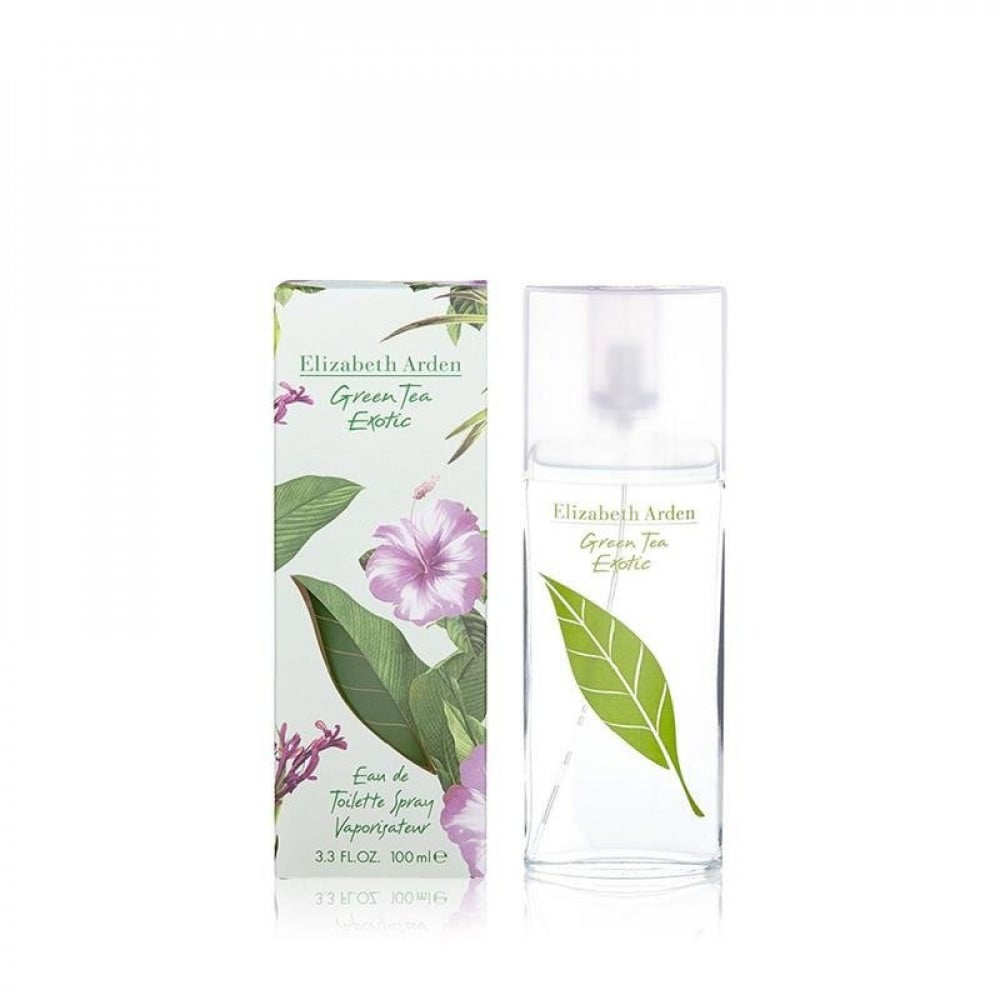 Elizabeth Arden
Green Tea
Exotic
Eau de
Toilette Spray
Vaporisateur
3.3 FL.OZ. 100 ml ℮
Elizabeth Arden
Green Tea
Exotic